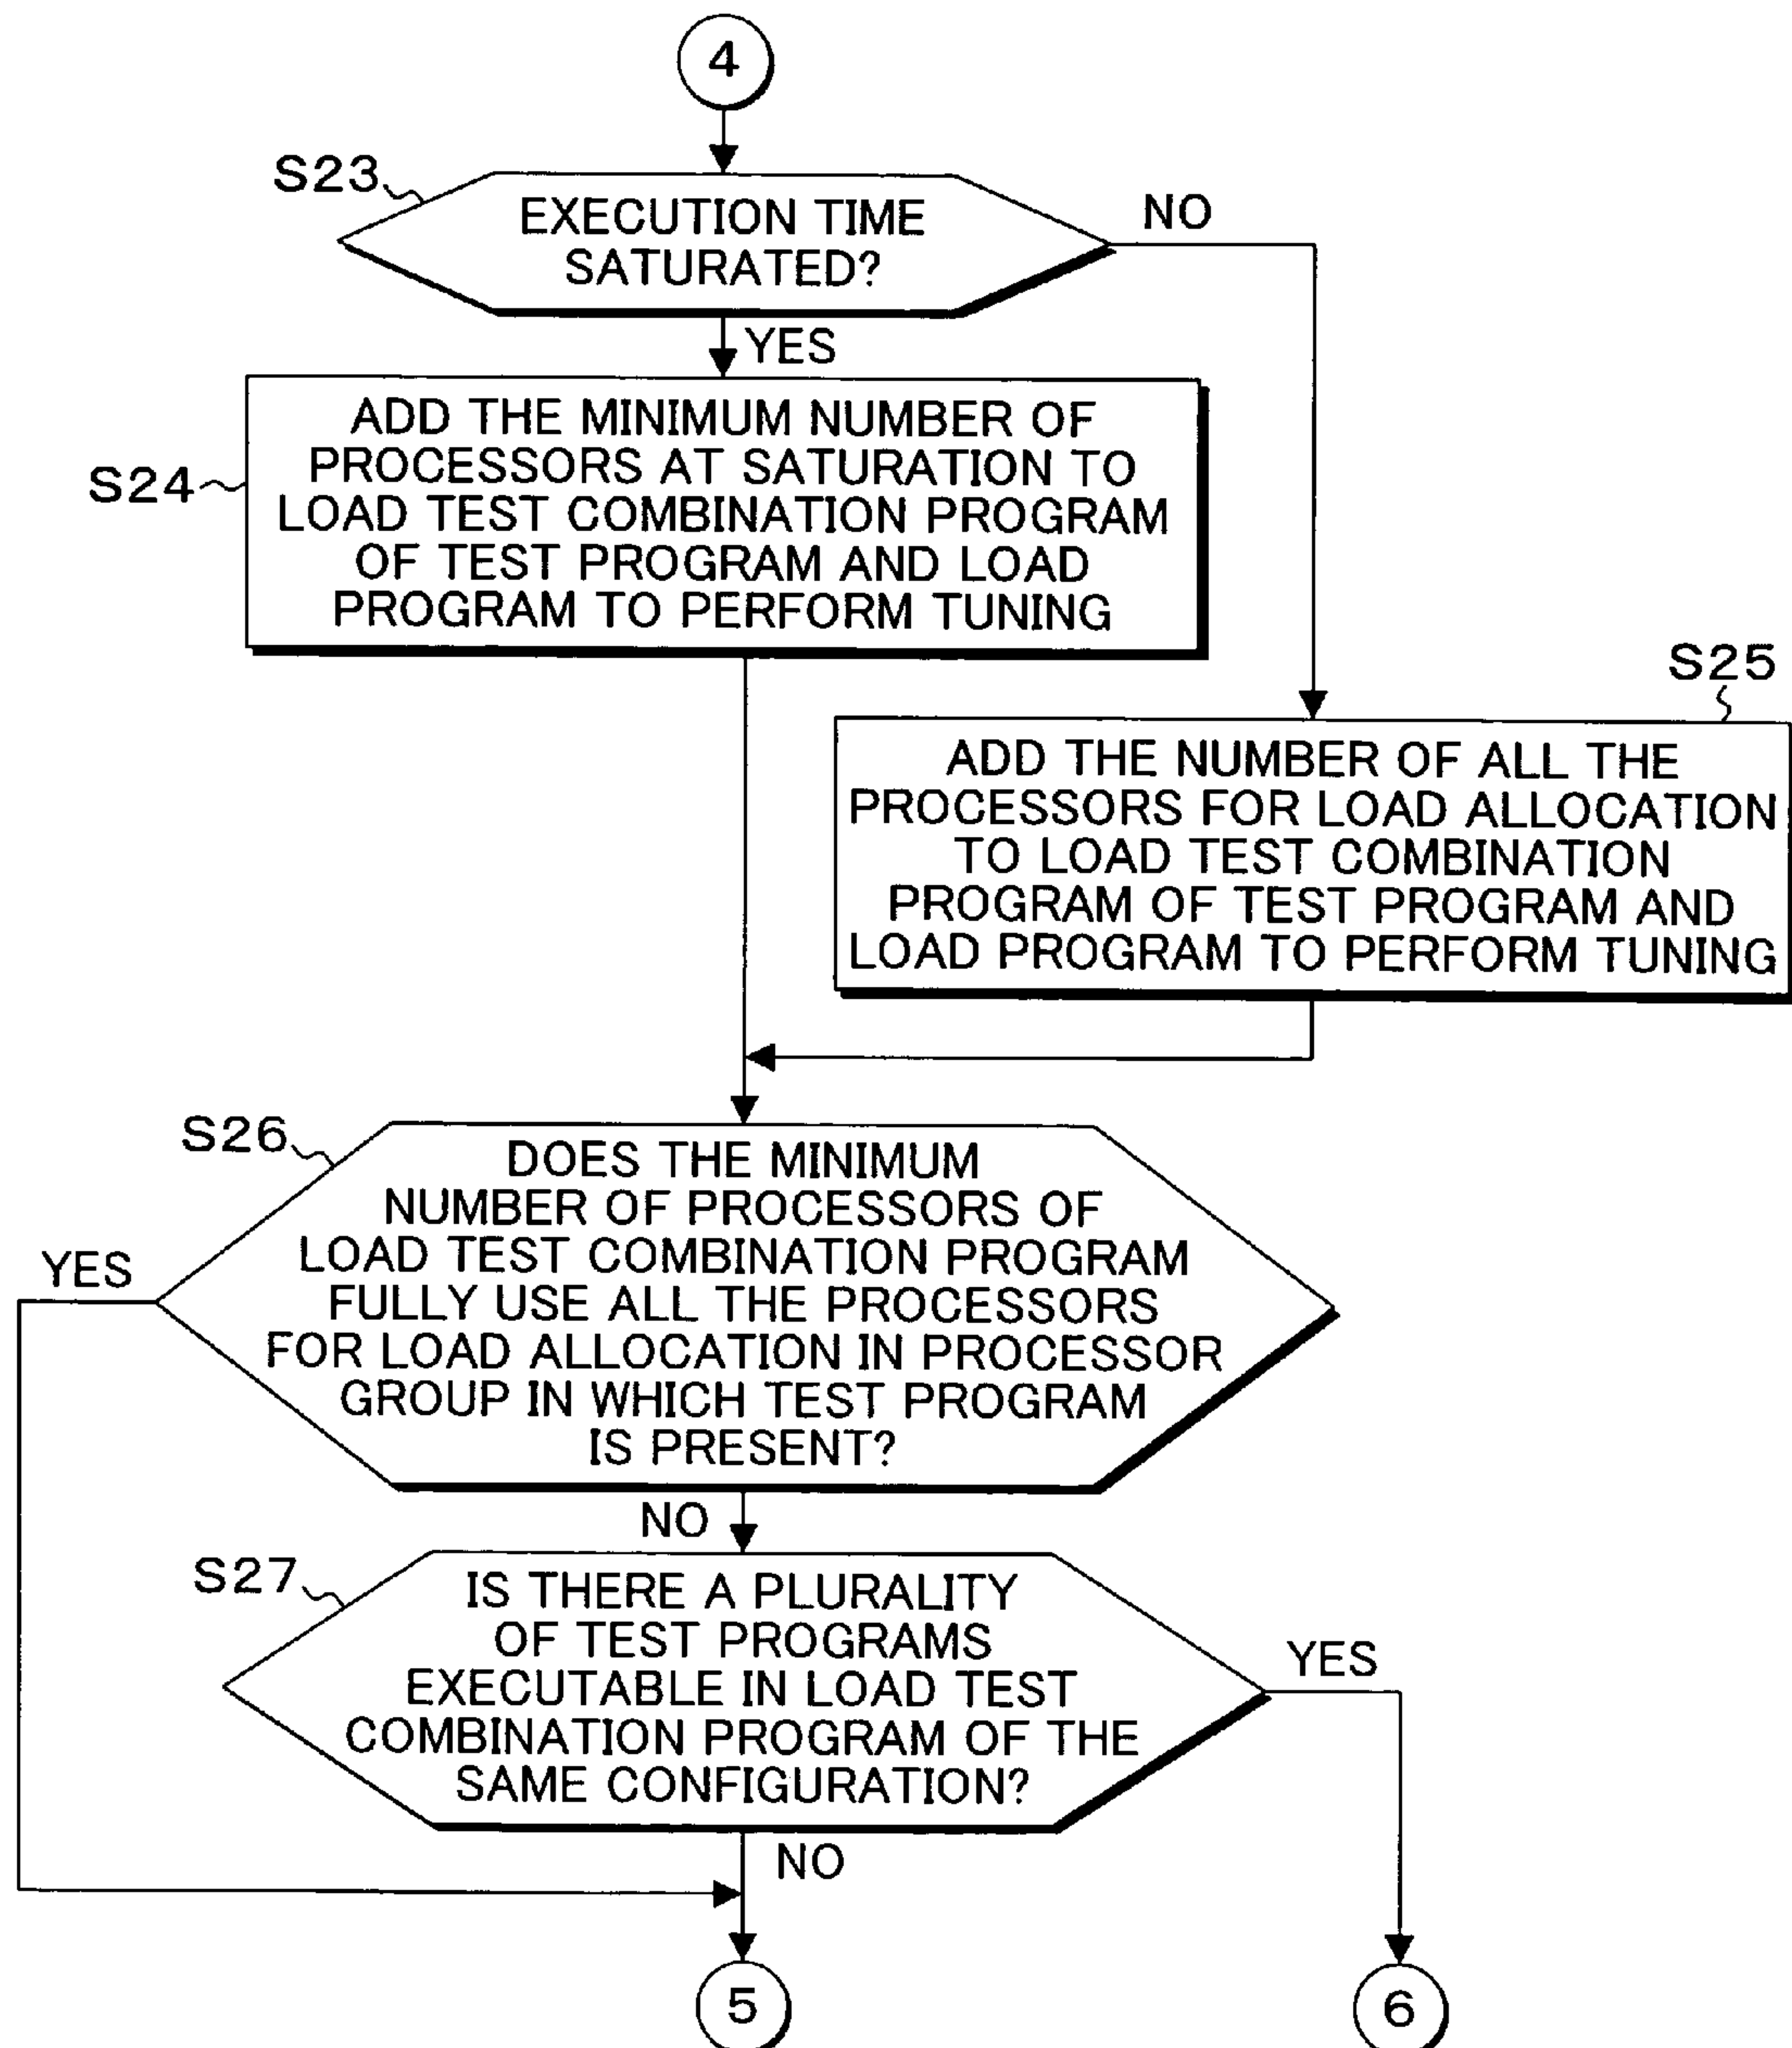 4
S23
EXECUTION TIME
SATURATED?
NO
YES
S24
ADD THE MINIMUM NUMBER OF
PROCESSORS AT SATURATION TO
LOAD TEST COMBINATION PROGRAM
OF TEST PROGRAM AND LOAD
PROGRAM TO PERFORM TUNING
S25
ADD THE NUMBER OF ALL THE
PROCESSORS FOR LOAD ALLOCATION
TO LOAD TEST COMBINATION
PROGRAM OF TEST PROGRAM AND
LOAD PROGRAM TO PERFORM TUNING
S26
DOES THE MINIMUM
NUMBER OF PROCESSORS OF
LOAD TEST COMBINATION PROGRAM
FULLY USE ALL THE PROCESSORS
FOR LOAD ALLOCATION IN PROCESSOR
GROUP IN WHICH TEST PROGRAM
IS PRESENT?
YES
NO
S27
IS THERE A PLURALITY
OF TEST PROGRAMS
EXECUTABLE IN LOAD TEST
COMBINATION PROGRAM OF THE
SAME CONFIGURATION?
YES
NO
5
6